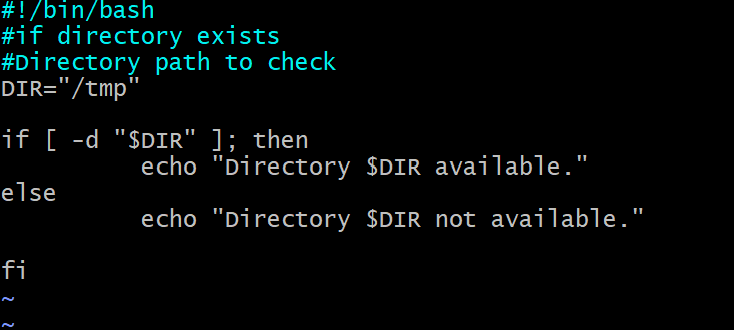 #!/bin/bash
#if directory exists
#Directory path to check
DIR="/tmp"
if [ -d "$DIR" ]; then
echo "Directory $DIR available."
else
echo "Directory $DIR not available."
fi
~
~